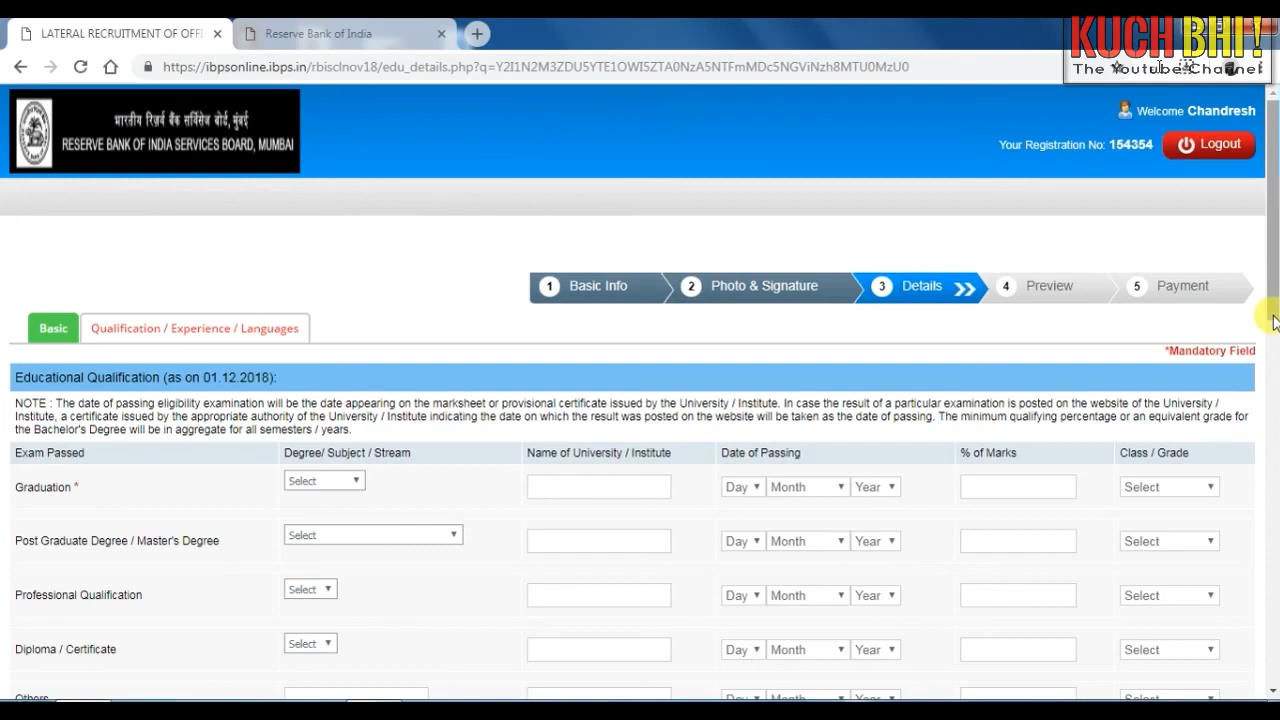 LATERAL RECRUITMENT OF OFFI
Reserve Bank of India
KUCH BHI!
The Youtube Channel
https://ibpsonline.ibps.in/rbisclnov18/edu_details.php?q=Y2I1N2M3ZDU5YTE1OWI5ZTA0NzA5NTFmMDc5NGViNzh8MTU0MzU0
भारतीय रिज़र्व बैंक सर्विसेज बोर्ड, मुंबई
RESERVE BANK OF INDIA SERVICES BOARD, MUMBAI
Welcome Chandresh
Your Registration No: 154354 Logout
1 Basic Info 2 Photo & Signature 3 Details 4 Preview 5 Payment
Basic Qualification / Experience / Languages
*Mandatory Field
Educational Qualification (as on 01.12.2018):
NOTE : The date of passing eligibility examination will be the date appearing on the marksheet or provisional certificate issued by the University / Institute. In case the result of a particular examination is posted on the website of the University /
Institute, a certificate issued by the appropriate authority of the University / Institute indicating the date on which the result was posted on the website will be taken as the date of passing. The minimum qualifying percentage or an equivalent grade for
the Bachelor's Degree will be in aggregate for all semesters / years.
Exam Passed Degree/ Subject / Stream Name of University / Institute Date of Passing % of Marks Class / Grade
Graduation * Select Day Month Year Select
Post Graduate Degree / Master's Degree Select Day Month Year Select
Professional Qualification Select Day Month Year Select
Diploma / Certificate Select Day Month Year Select
Others Day Month Year Select